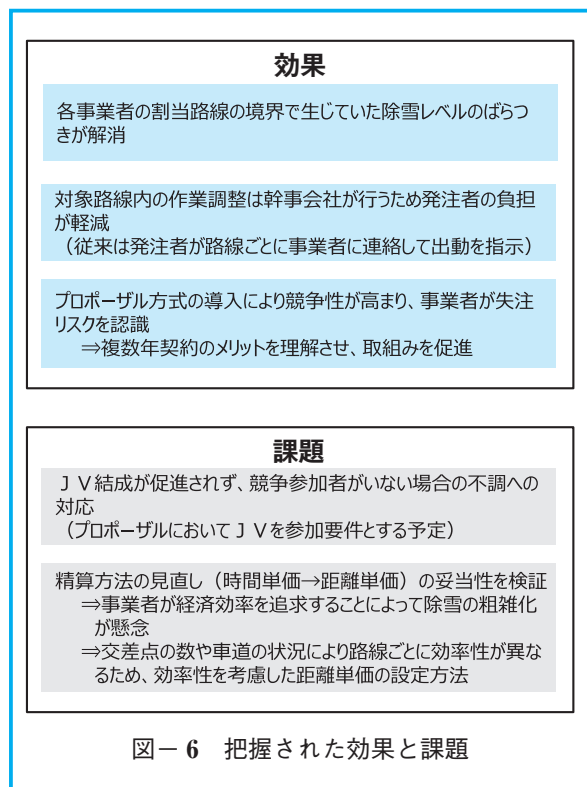 効果
各事業者の割当路線の境界で生じていた除雪レベルのばらつ
きが解消
対象路線内の作業調整は幹事会社が行うため発注者の負担
が軽減
（従来は発注者が路線ごとに事業者に連絡して出動を指示）
プロポーザル方式の導入により競争性が高まり、事業者が失注
リスクを認識
⇒複数年契約のメリットを理解させ、取組みを促進
課題
ＪＶ結成が促進されず、競争参加者がいない場合の不調への
対応
（プロポーザルにおいてＪＶを参加要件とする予定）
精算方法の見直し（時間単価→距離単価）の妥当性を検証
⇒事業者が経済効率を追求することによって除雪の粗雑化
が懸念
⇒交差点の数や車道の状況により路線ごとに効率性が異な
るため、効率性を考慮した距離単価の設定方法
図－6　把握された効果と課題